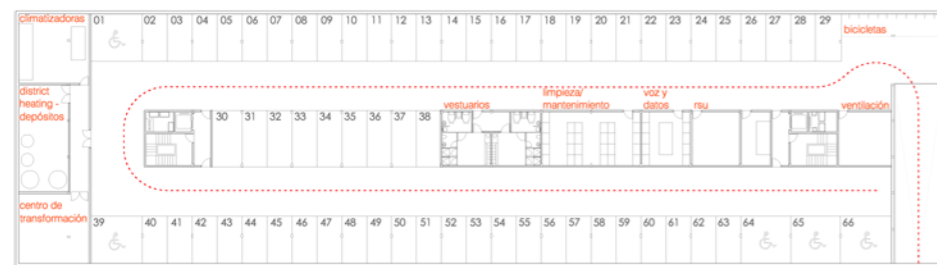 climatizadoras
01 02 03 04 05 06 07 08 09 10 11 12 13 14 15 16 17 18 19 20 21 22 23 24 25 26 27 28 29
bicicletas
district
heating -
depósitos
vestuarios
limpieza/
mantenimiento
voz y
datos
rsu
ventilación
30 31 32 33 34 35 36 37 38
centro de
transformación
39 40 41 42 43 44 45 46 47 48 49 50 51 52 53 54 55 56 57 58 59 60 61 62 63 64 65 66